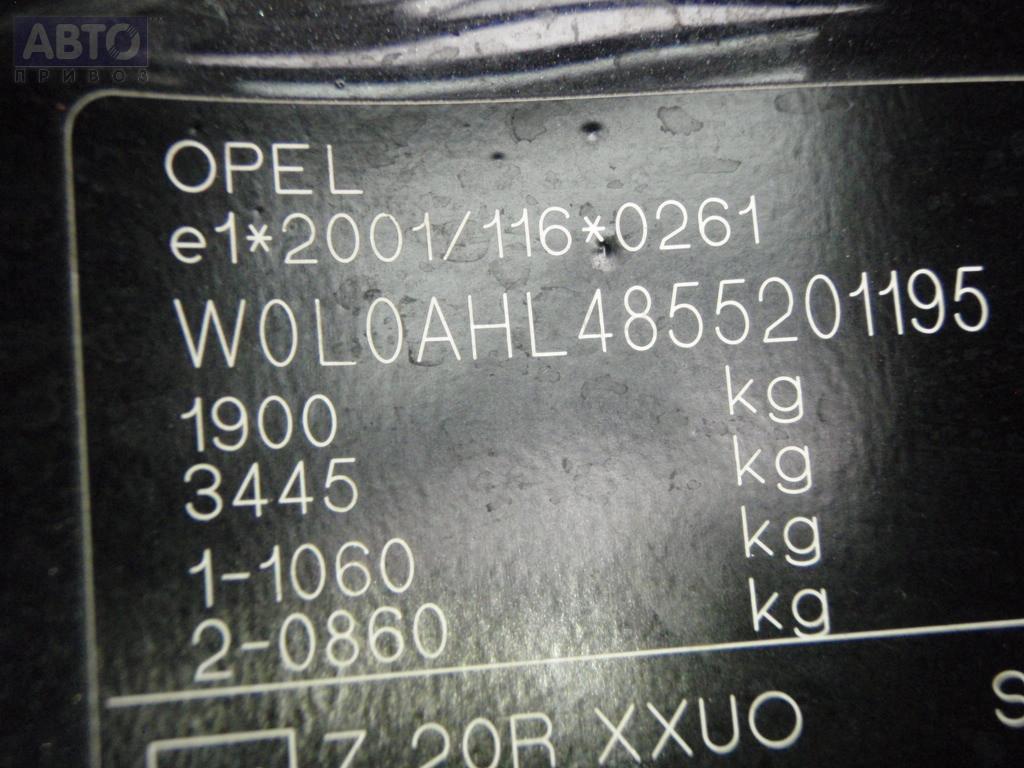 АВТО
ПРИВОЗ
OPEL
e1*2001/116*0261
W0L0AHL4855201195
1900 kg
3445 kg
1-1060 kg
2-0860 kg
Z 20R XXUO S